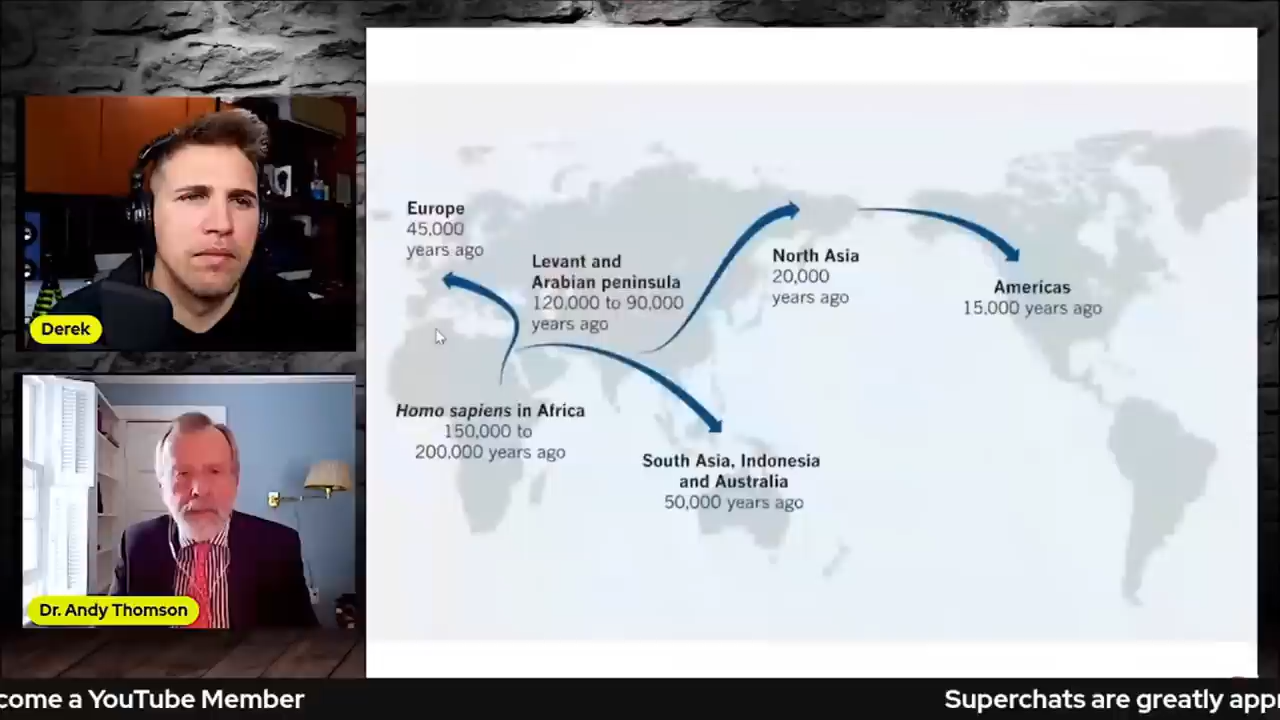 Derek
Dr. Andy Thomson
Europe
45,000
years ago
Levant and
Arabian peninsula
120,000 to 90,000
years ago
North Asia
20,000
years ago
Americas
15,000 years ago
Homo sapiens in Africa
150,000 to
200,000 years ago
South Asia, Indonesia
and Australia
50,000 years ago
come a YouTube Member
Superchats are greatly appr